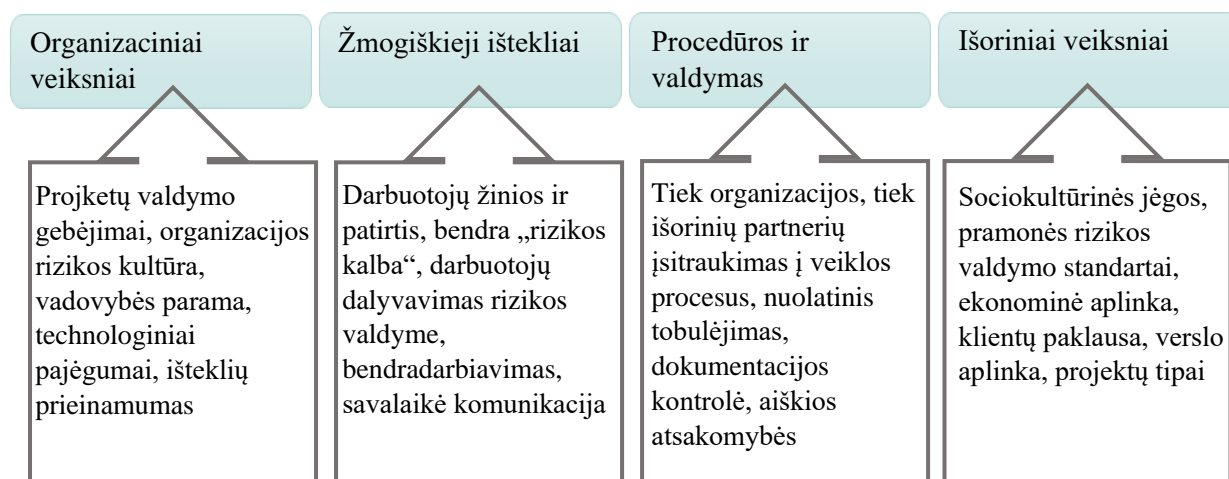 Organizaciniai
veiksniai
Projketų valdymo
gebėjimai, organizacijos
rizikos kultūra,
vadovybės parama,
technologiniai
pajėgumai, išteklių
prieinamumas
Žmogiškieji ištekliai
Darbuotojų žinios ir
patirtis, bendra „rizikos
kalba“, darbuotojų
dalyvavimas rizikos
valdyme,
bendradarbiavimas,
savalaikė komunikacija
Procedūros ir
valdymas
Tiek organizacijos, tiek
išorinių partnerių
įsitraukimas į veiklos
procesus, nuolatinis
tobulėjimas,
dokumentacijos
kontrolė, aiškios
atsakomybės
Išoriniai veiksniai
Sociokultūrinės jėgos,
pramonės rizikos
valdymo standartai,
ekonominė aplinka,
klientų paklausa, verslo
aplinka, projektų tipai